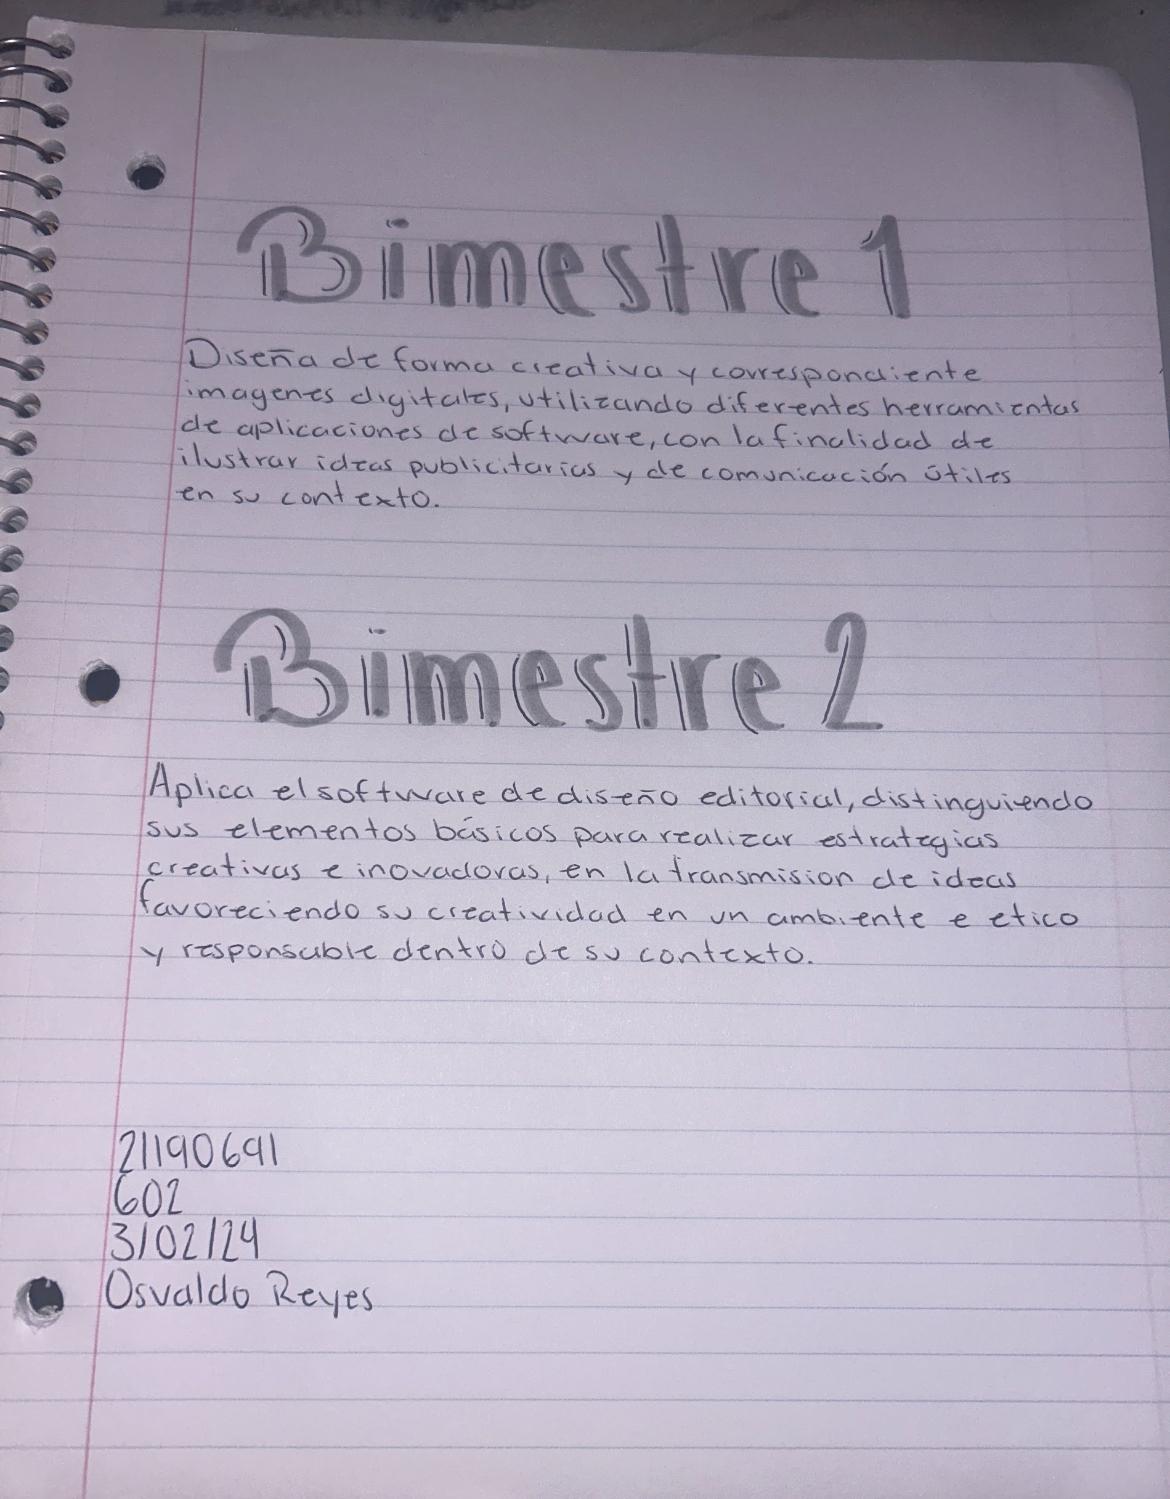 Bimestre 1
Diseña de forma creativa y correspondiente
imagenes digitales, utilizando diferentes herramientas
de aplicaciones de software, con la finalidad de
ilustrar ideas publicitarias y de comunicación útiles
en su contexto.
Bimestre 2
Aplica el software de diseño editorial, distinguiendo
sus elementos básicos para realizar estrategias
creativas e inovadoras, en la transmision de ideas
favoreciendo su creatividad en un ambiente e etico
y responsable dentro de su contexto.
21190691
602
3/02/24
Osvaldo Reyes